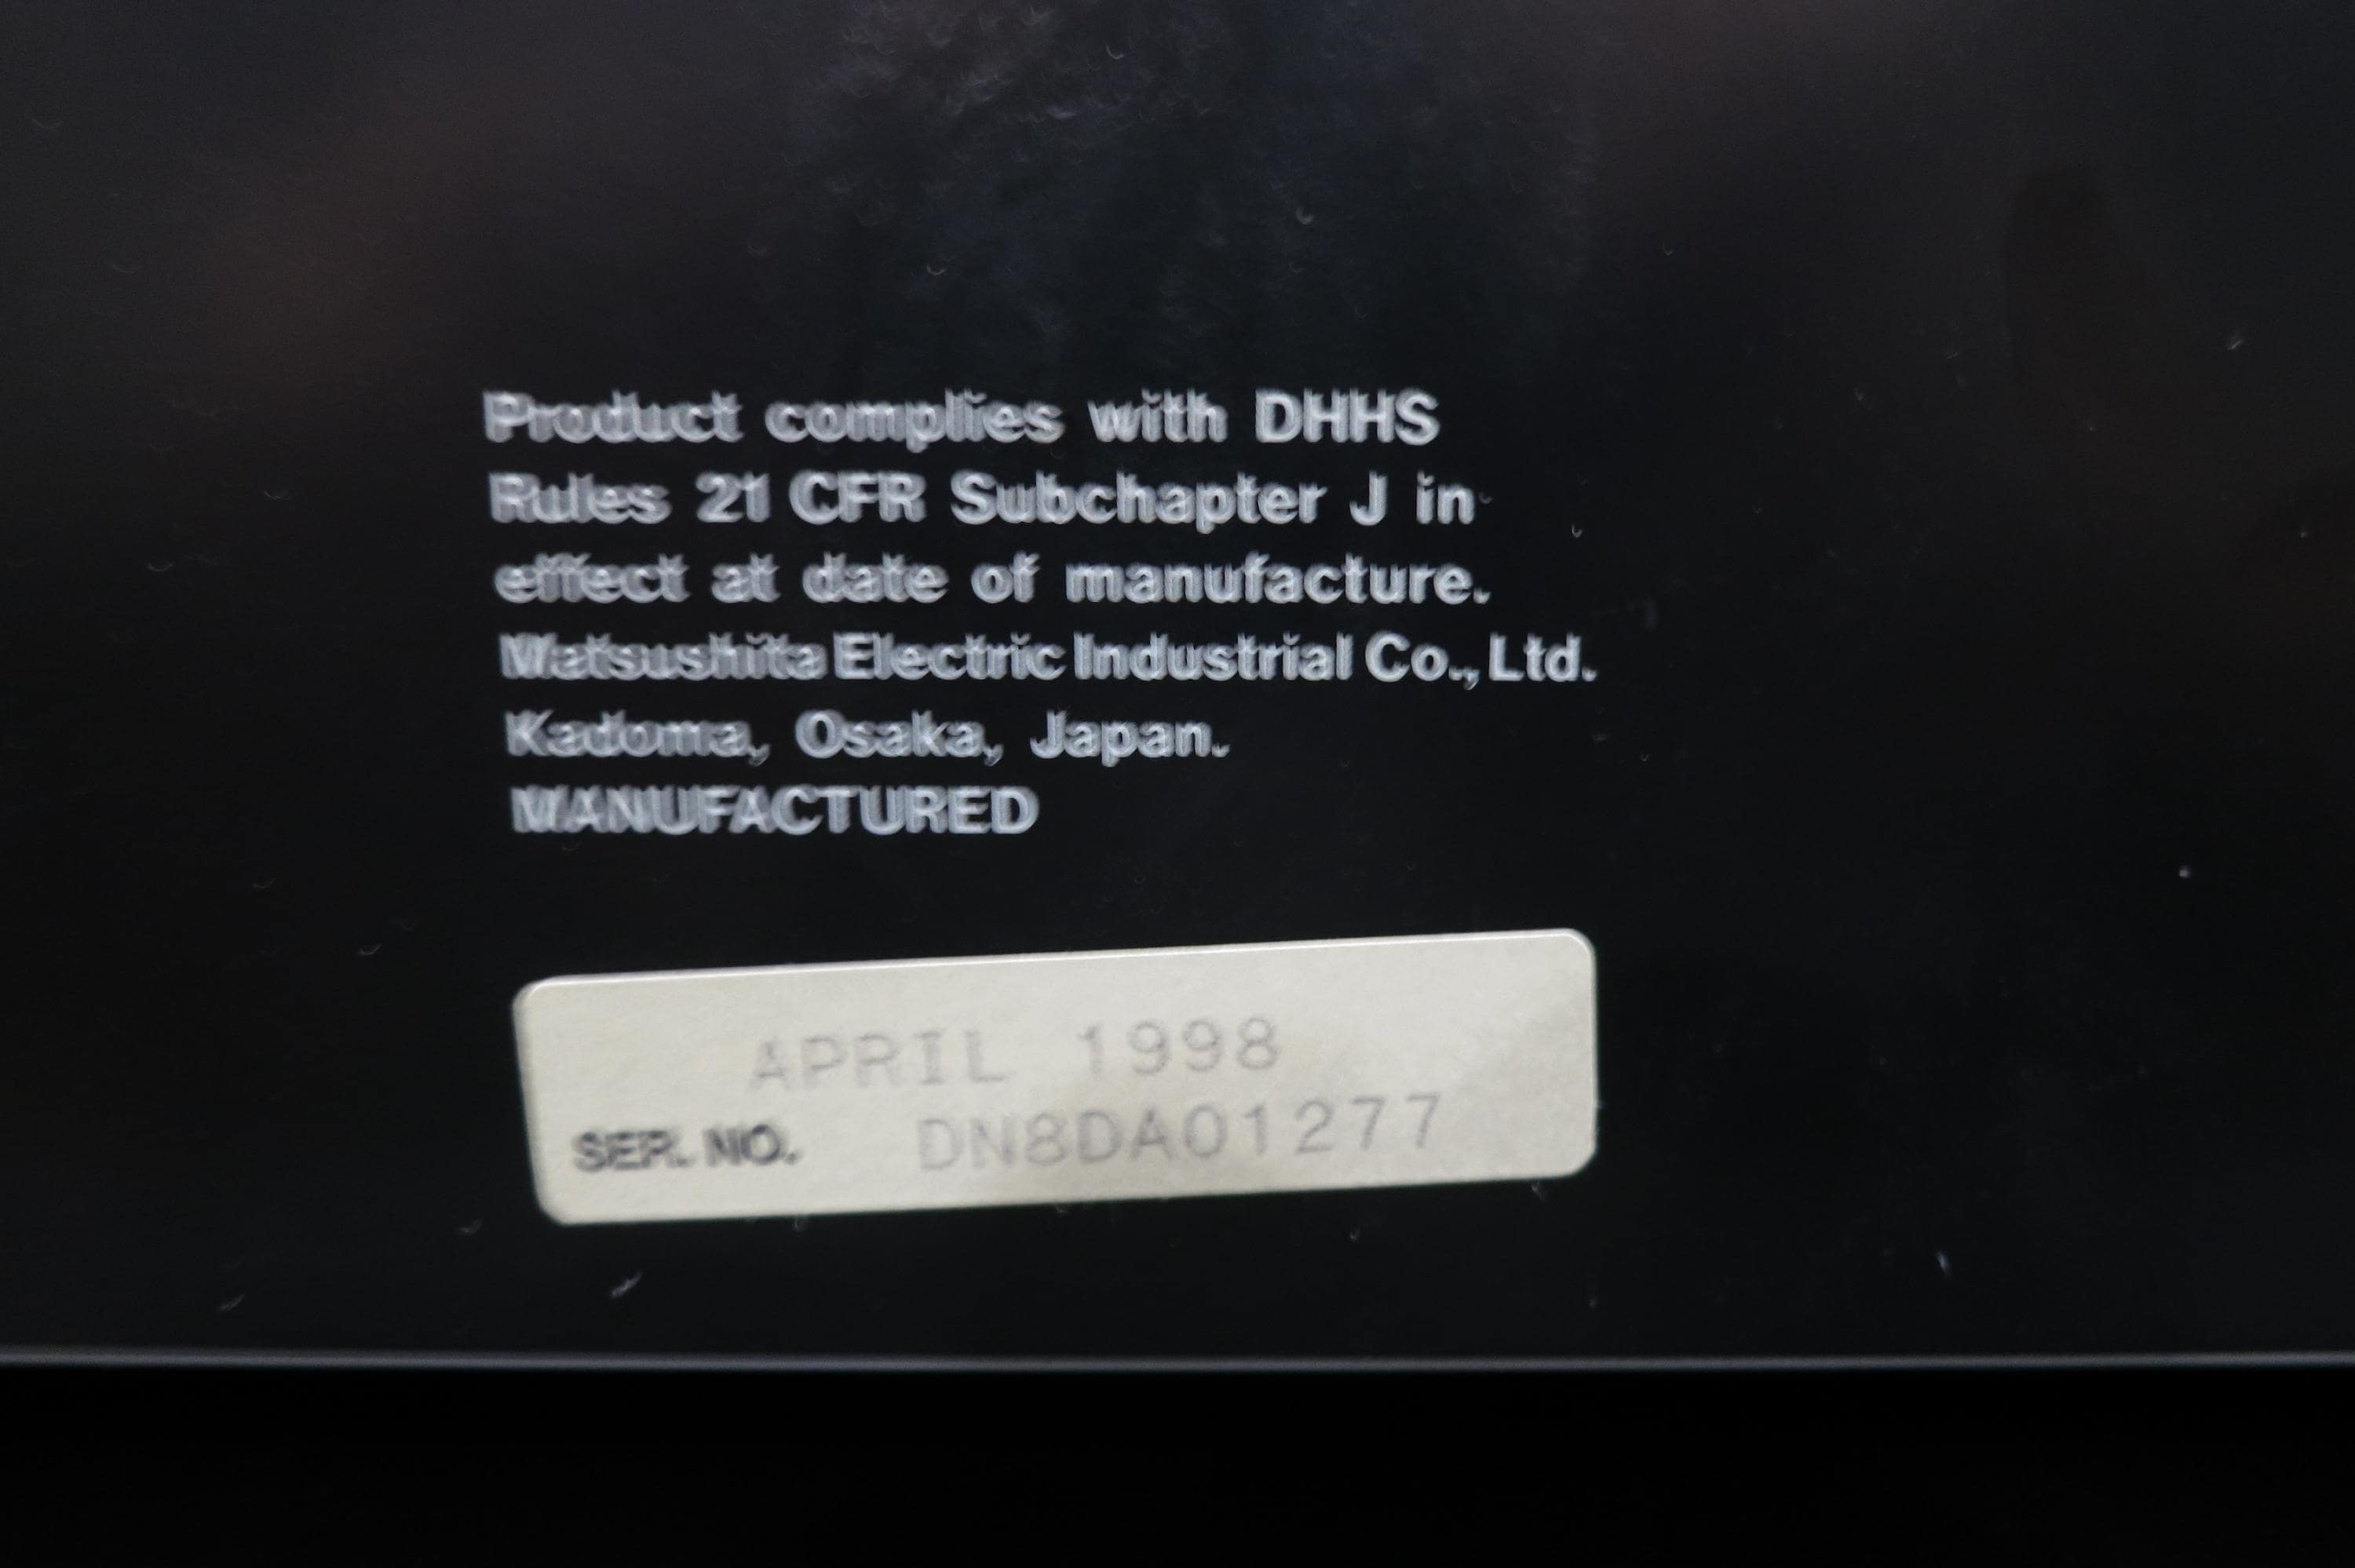 Product complies with DHHS
Rules 21 CFR Subchapter J in
effect at date of manufacture.
Matsushita Electric Industrial Co., Ltd.
Kadoma, Osaka, Japan.
MANUFACTURED
APRIL 1998
SER. NO. DN8DA01277